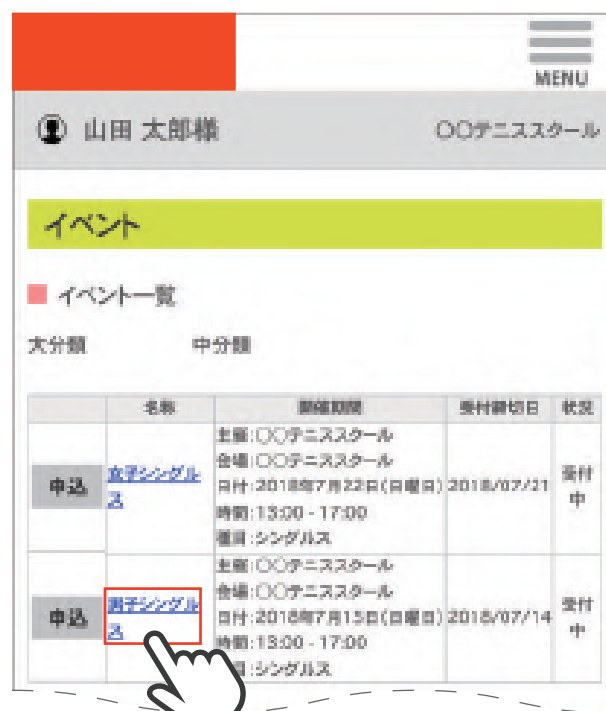 MENU
山田 太郎様
〇〇テニススクール
イベント
イベント一覧
大分類 中分類
名称 開催期間 受付締切日 状況
申込
女子シングル
ス
主催:〇〇テニススクール
会場:〇〇テニススクール
日付:2018年7月22日(日曜日)
時間:13:00 - 17:00
種目:シングルス
2018/07/21
受付
中
申込
男子シングル
ス
主催:〇〇テニススクール
会場:〇〇テニススクール
日付:2018年7月15日(日曜日)
時間:13:00 - 17:00
目:シングルス
2018/07/14
受付
中